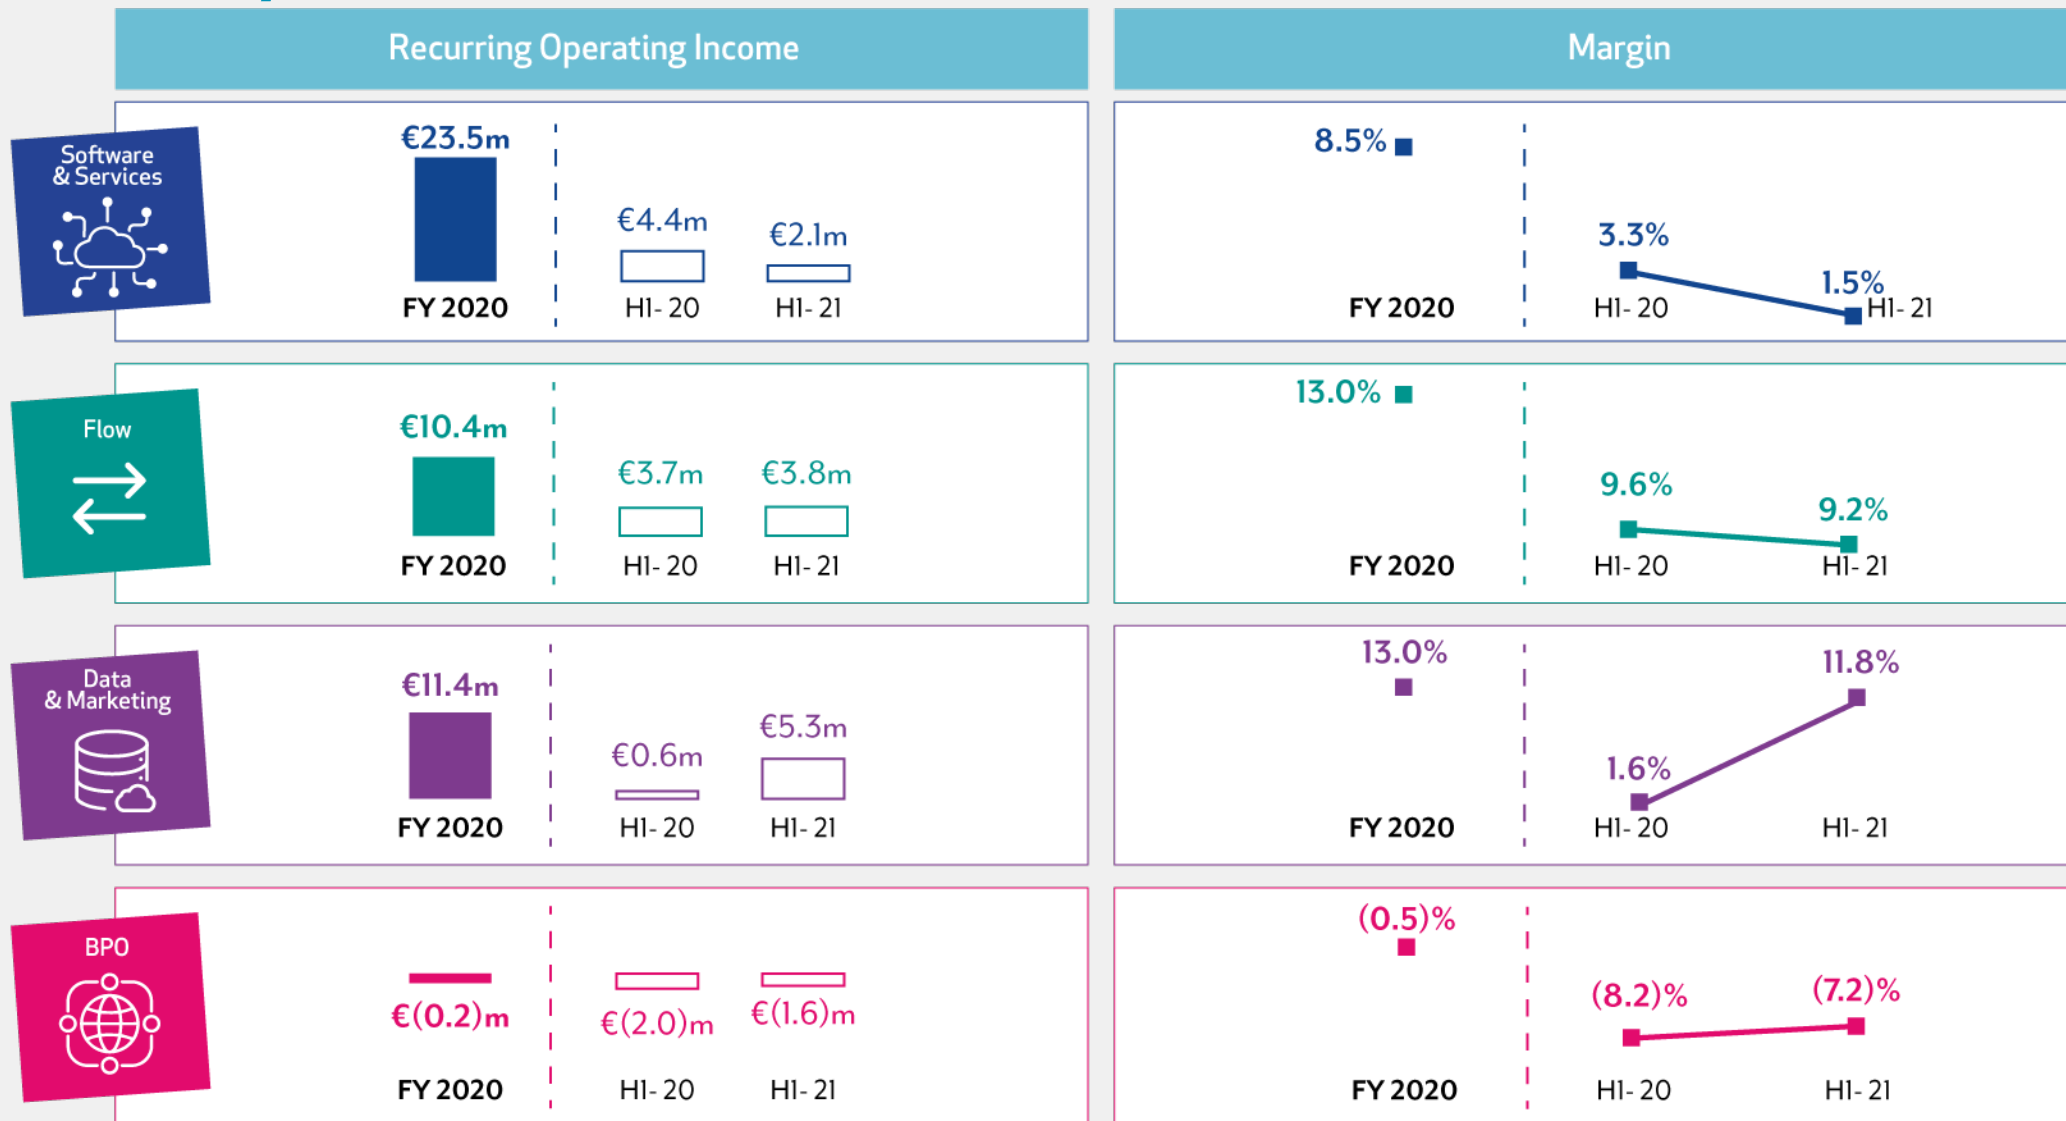 Recurring Operating Income
Margin
Software
& Services
€23.5m
€4.4m
€2.1m
FY 2020
H1- 20
H1- 21
8.5%
3.3%
1.5%
FY 2020
H1- 20
H1- 21
Flow
€10.4m
€3.7m
€3.8m
FY 2020
H1- 20
H1- 21
13.0%
9.6%
9.2%
FY 2020
H1- 20
H1- 21
Data
& Marketing
€11.4m
€0.6m
€5.3m
FY 2020
H1- 20
H1- 21
13.0%
1.6%
11.8%
FY 2020
H1- 20
H1- 21
BPO
€(0.2)m
€(2.0)m
€(1.6)m
FY 2020
H1- 20
H1- 21
(0.5)%
(8.2)%
(7.2)%
FY 2020
H1- 20
H1- 21